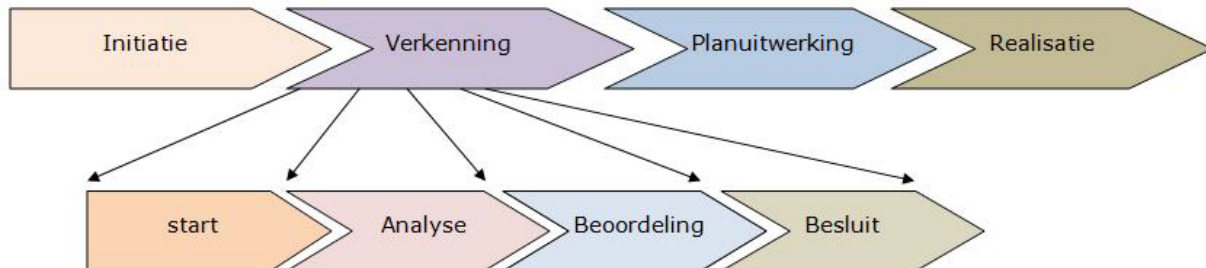 Initiatie
Verkenning
Planuitwerking
Realisatie
start
Analyse
Beoordeling
Besluit